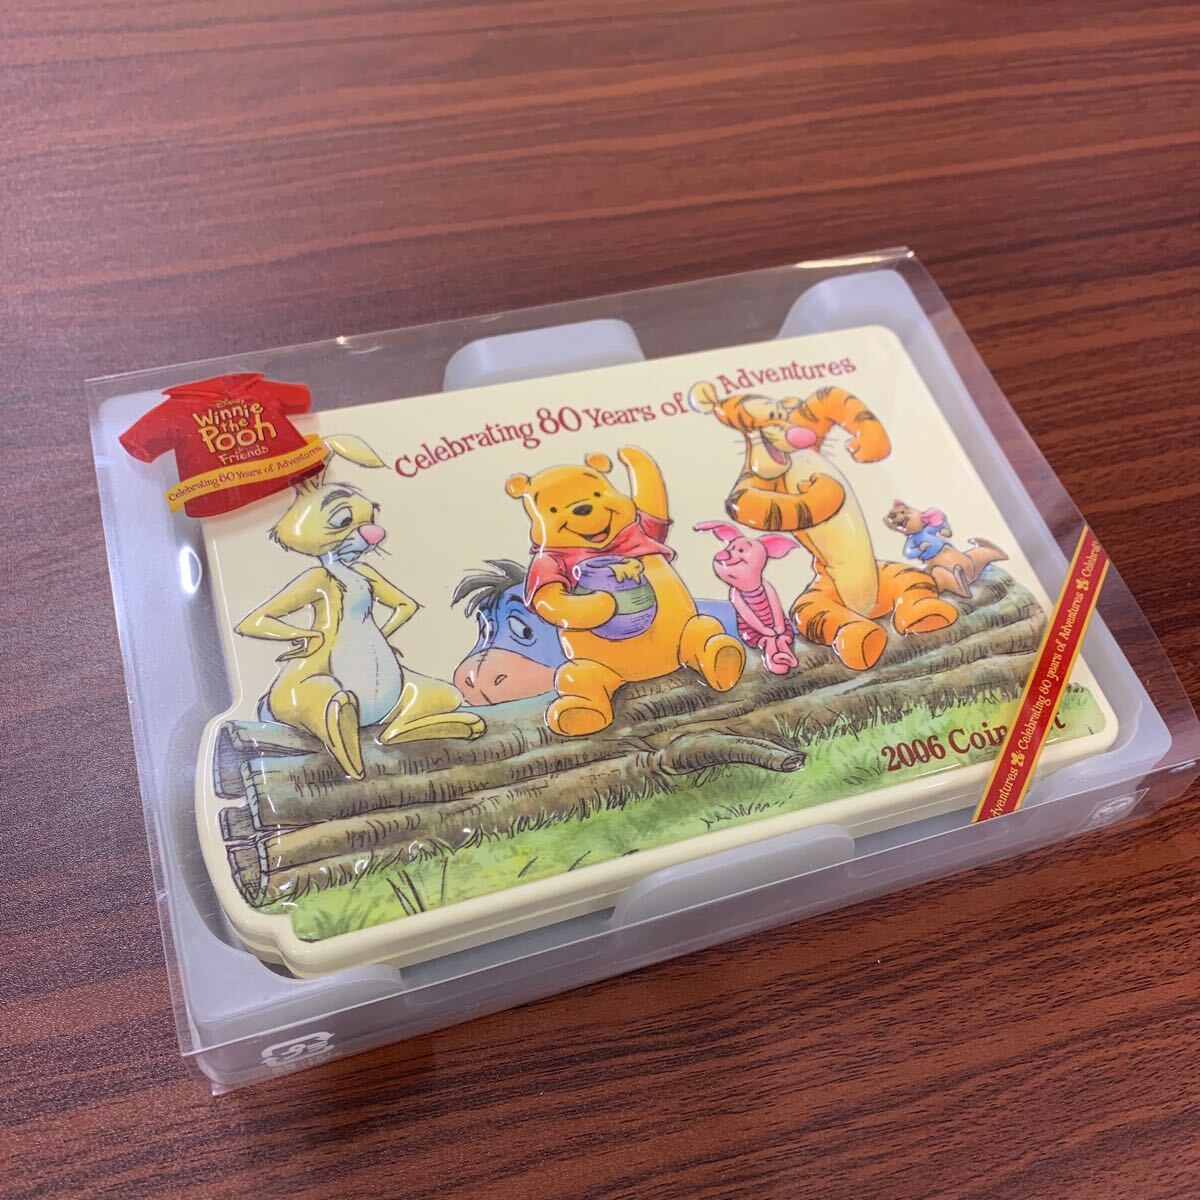 Disney
Winnie
the
Pooh
& Friends
Celebrating 80 Years of Adventures
Celebrating 80 Years of Adventures
2006 Coin
Adventures Celebrating 80 years of Adventures Celebrati